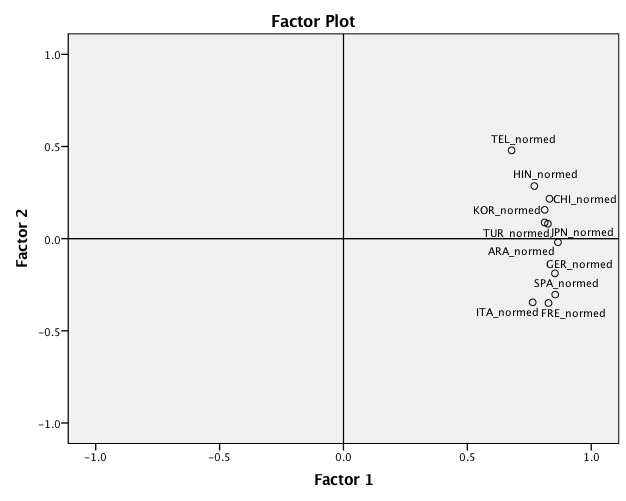 Factor Plot
1.0
0.5
0.0
-0.5
-1.0
Factor 2
TEL_normed
HIN_normed
CHI_normed
KOR_normed
TUR_normed
JPN_normed
ARA_normed
GER_normed
SPA_normed
ITA_normed
FRE_normed
-1.0
-0.5
0.0
0.5
1.0
Factor 1